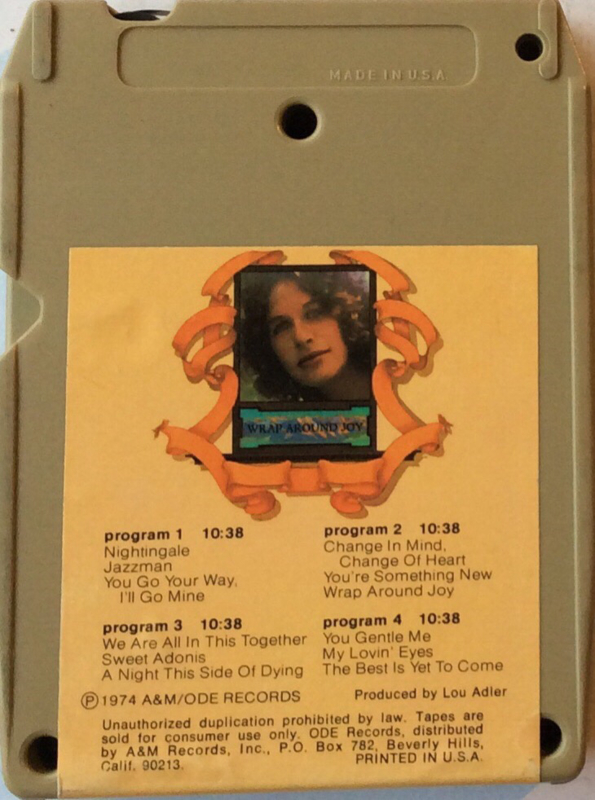 MADE IN U.S.A.
WRAP AROUND JOY
program 1 10:38
Nightingale
Jazzman
You Go Your Way,
I'll Go Mine
program 2 10:38
Change In Mind,
Change Of Heart
You're Something New
Wrap Around Joy
program 3 10:38
We Are All In This Together
Sweet Adonis
A Night This Side Of Dying
program 4 10:38
You Gentle Me
My Lovin' Eyes
The Best Is Yet To Come
Ⓟ1974 A&M/ODE RECORDS
Produced by Lou Adler
Unauthorized duplication prohibited by law. Tapes are
sold for consumer use only. ODE Records, distributed
by A&M Records, Inc., P.O. Box 782, Beverly Hills,
Calif. 90213. PRINTED IN U.S.A.